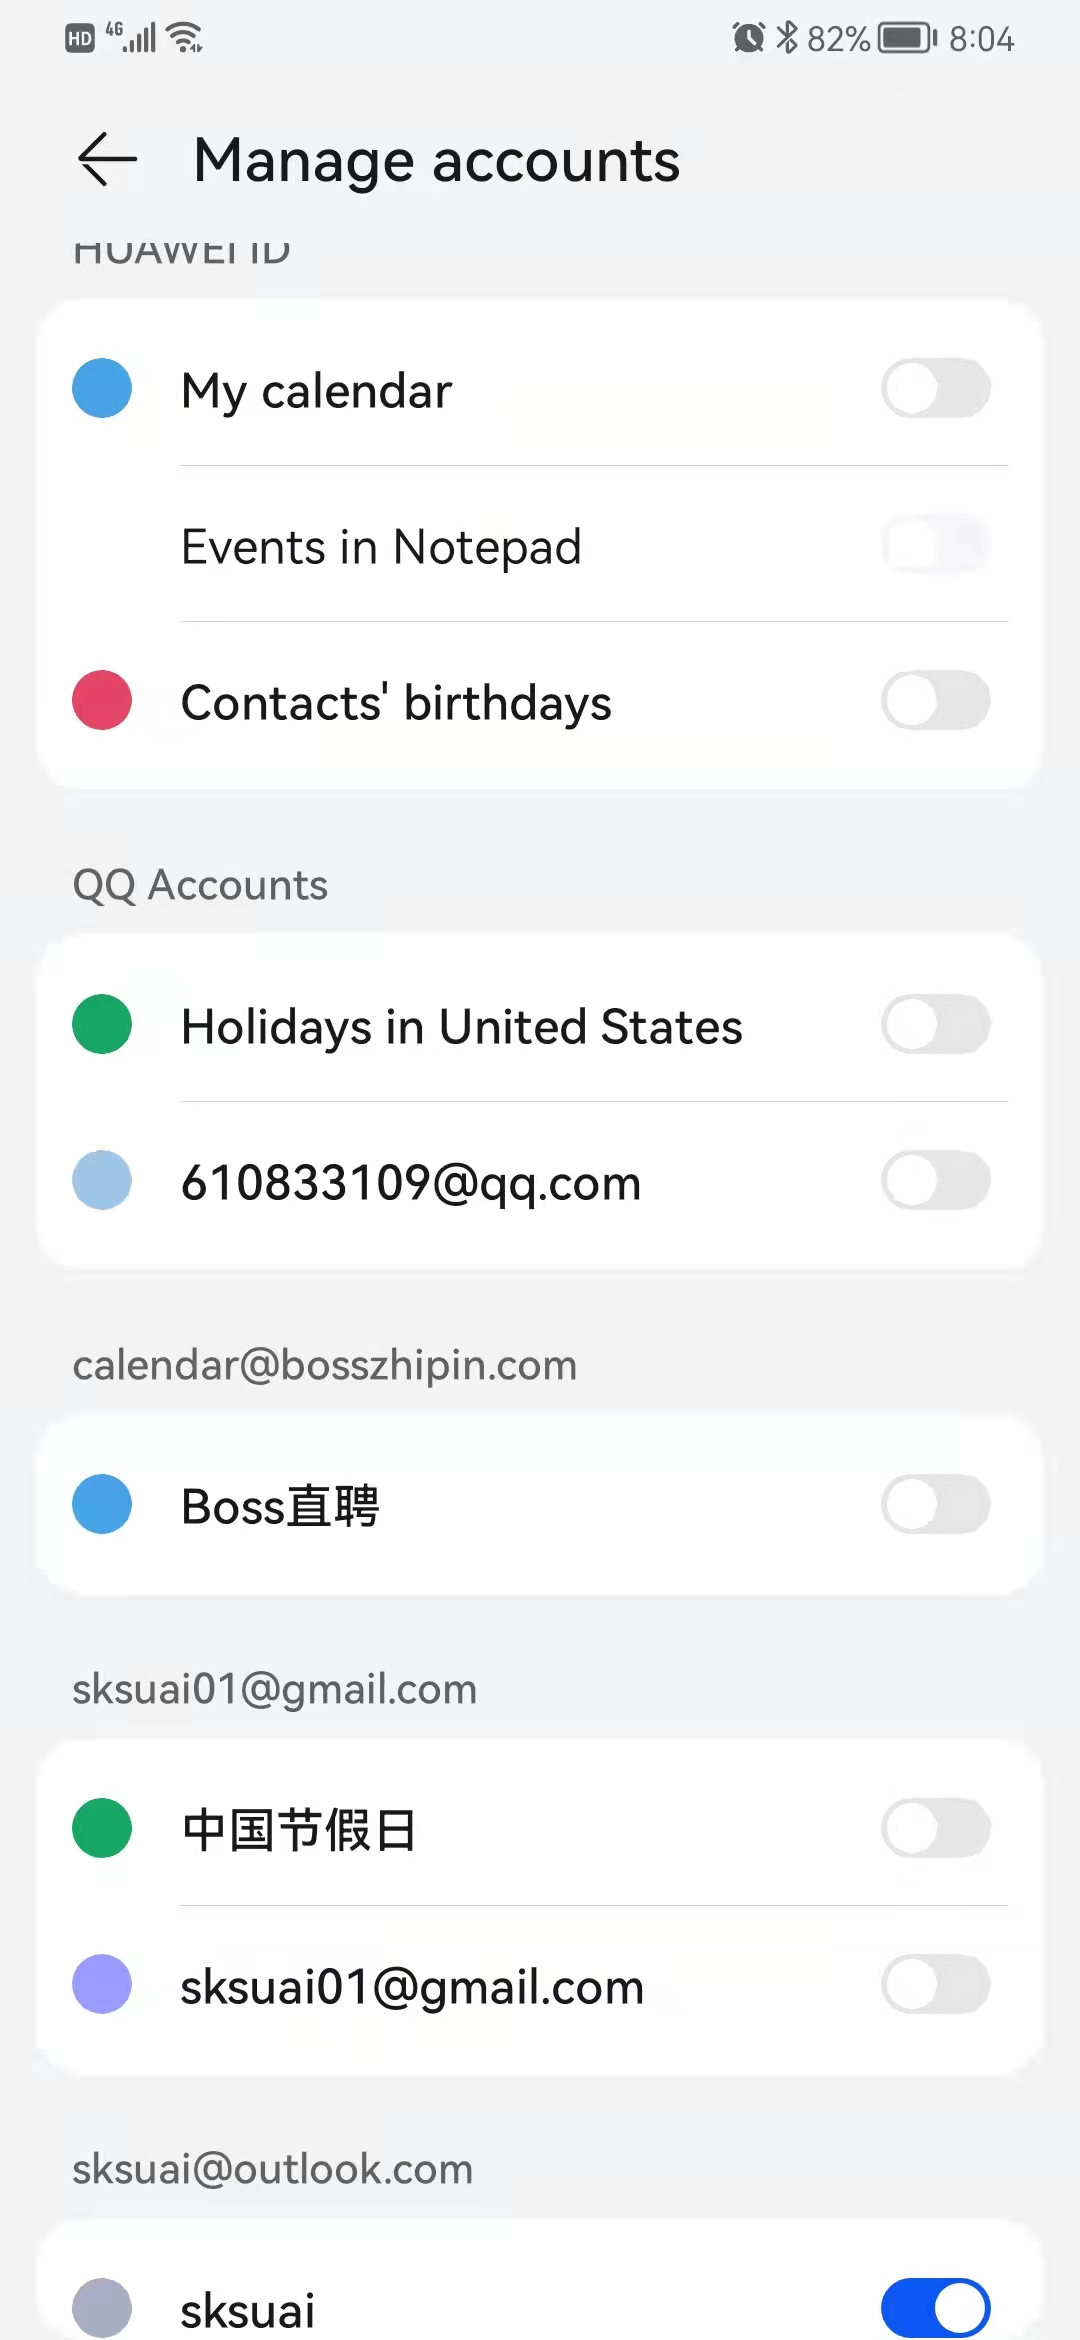 HD 4G 82% 8:04
Manage accounts
HUAWEI ID
My calendar
Events in Notepad
Contacts' birthdays
QQ Accounts
Holidays in United States
610833109@qq.com
calendar@bosszhipin.com
Boss直聘
sksuai01@gmail.com
中国节假日
sksuai01@gmail.com
sksuai@outlook.com
sksuai